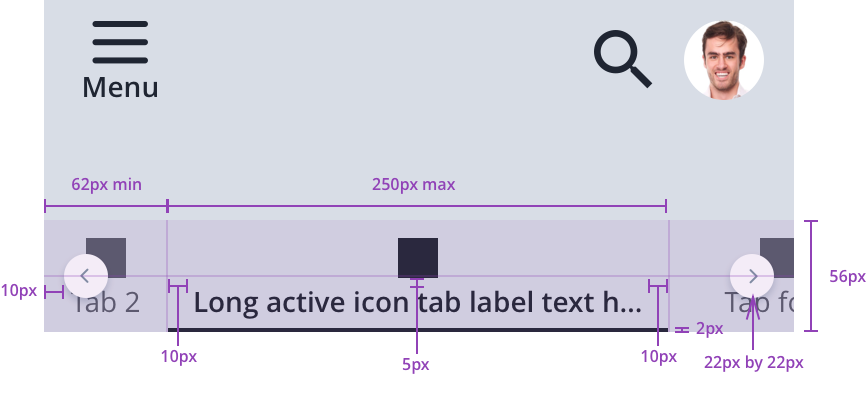 Menu
62px min
250px max
56px
10px
Tab 2
Long active icon tab label text h...
Tap fo
2px
10px
5px
10px
22px by 22px